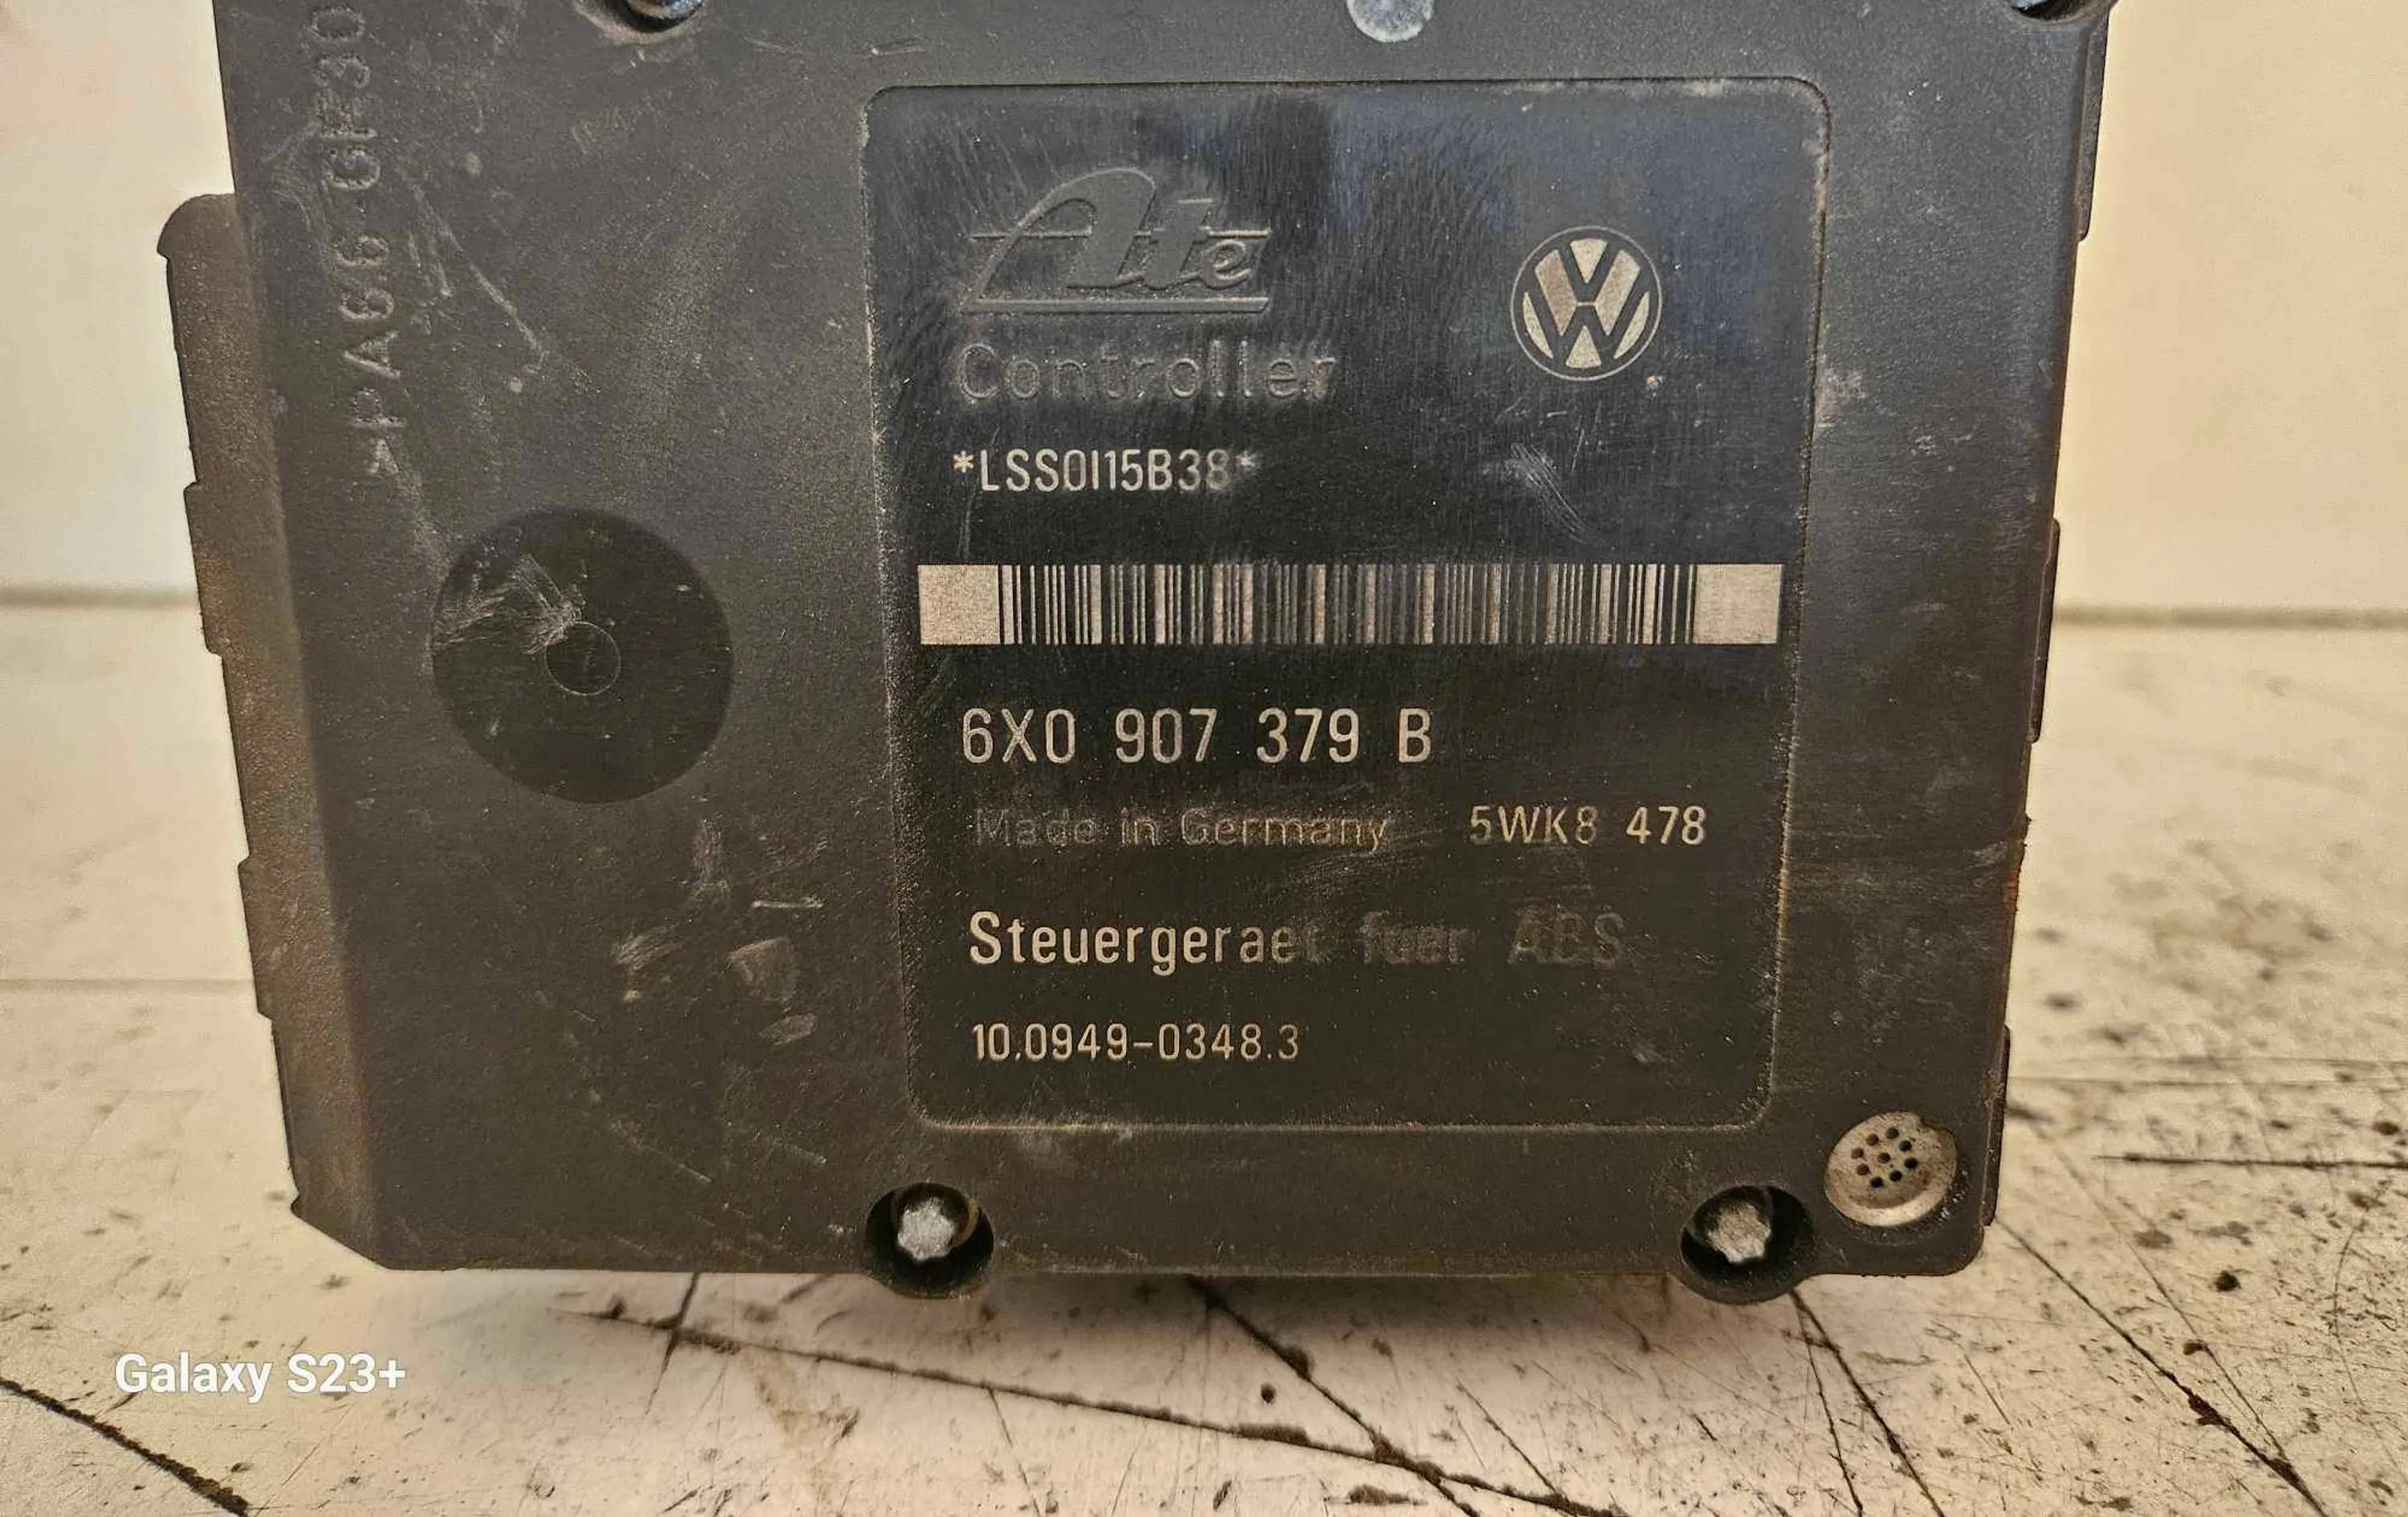 >PA66-GF30
Ate
Controller
*LSS0115B38*
6X0 907 379 B
Made in Germany 5WK8 478
Steuergeraet fuer ABS
10.0949-0348.3
Galaxy S23+